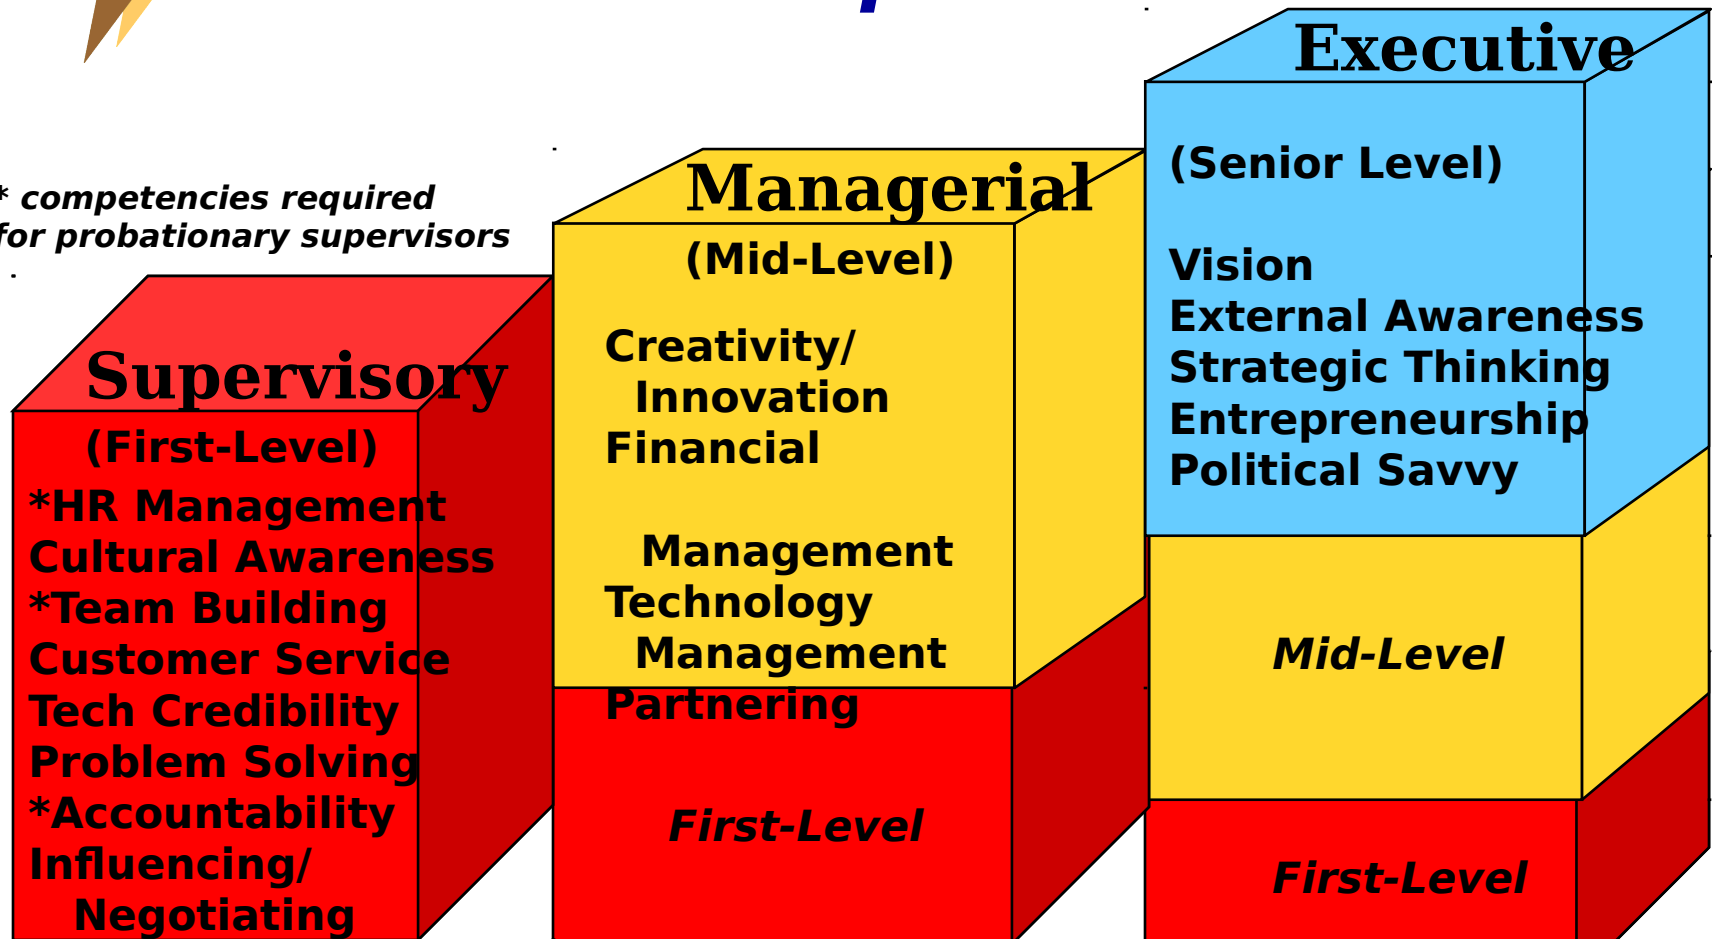 * competencies required
for probationary supervisors
Supervisory
(First-Level)
*HR Management
Cultural Awareness
*Team Building
Customer Service
Tech Credibility
Problem Solving
*Accountability
Influencing/
Negotiating
Managerial
(Mid-Level)
Creativity/
Innovation
Financial
Management
Technology
Management
Partnering
First-Level
Executive
(Senior Level)
Vision
External Awareness
Strategic Thinking
Entrepreneurship
Political Savvy
Mid-Level
First-Level